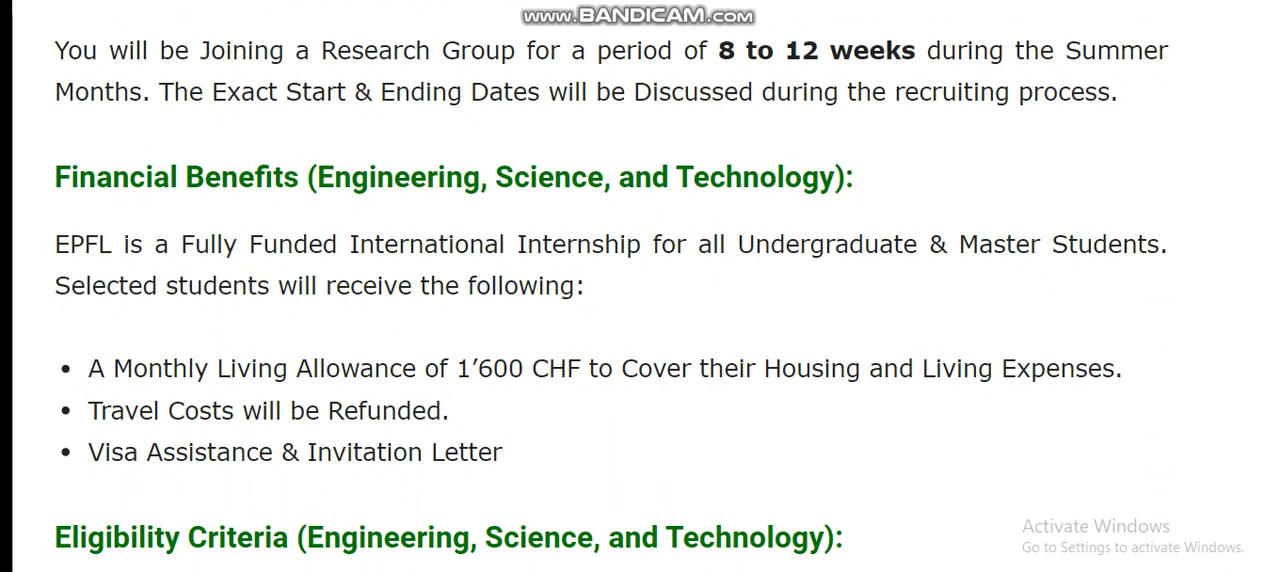 www.BANDICAM.com
You will be Joining a Research Group for a period of 8 to 12 weeks during the Summer
Months. The Exact Start & Ending Dates will be Discussed during the recruiting process.
Financial Benefits (Engineering, Science, and Technology):
EPFL is a Fully Funded International Internship for all Undergraduate & Master Students.
Selected students will receive the following:
• A Monthly Living Allowance of 1’600 CHF to Cover their Housing and Living Expenses.
• Travel Costs will be Refunded.
• Visa Assistance & Invitation Letter
Eligibility Criteria (Engineering, Science, and Technology):
Activate Windows
Go to Settings to activate Windows.